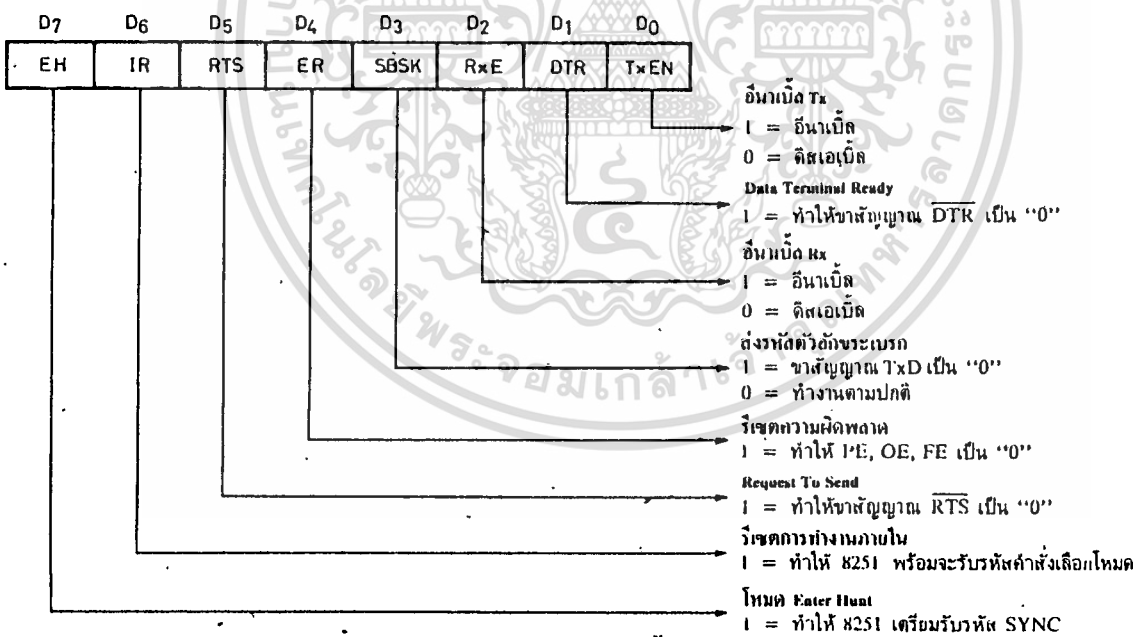 D7 D6 D5 D4 D3 D2 D1 D0
EH IR RTS ER SBSK RxE DTR TxEN
อีนาเบิ้ล Tx
1 = อีนาเบิ้ล
0 = ดิสเอเบิ้ล
Data Terminal Ready
1 = ทำให้ขาสัญญาณ D̅T̅R̅ เป็น “0”
อีนาเบิ้ล Rx
1 = อีนาเบิ้ล
0 = ดิสเอเบิ้ล
ส่งรหัสตัวอักขระเบรก
1 = ขาสัญญาณ TxD เป็น “0”
0 = ทำงานตามปกติ
รีเซตความผิดพลาด
1 = ทำให้ PE, OE, FE เป็น “0”
Request To Send
1 = ทำให้ขาสัญญาณ R̅T̅S̅ เป็น “0”
รีเซตการทำงานภายใน
1 = ทำให้ 8251 พร้อมจะรับรหัสคำสั่งเลือกโหมด
โหมด Enter Hunt
1 = ทำให้ 8251 เตรียมรับรหัส SYNC